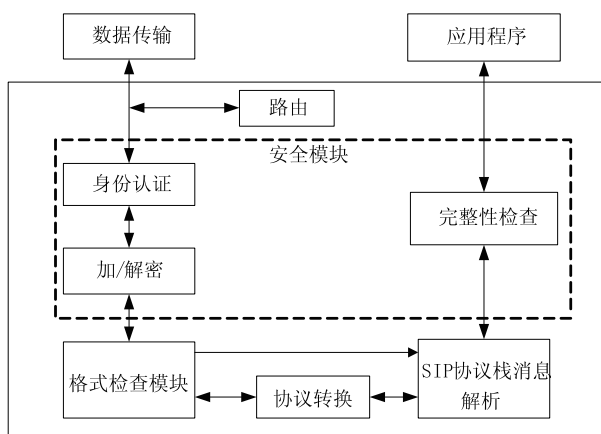 数据传输
应用程序
路由
安全模块
身份认证
完整性检查
加/解密
格式检查模块
SIP协议栈消息
解析
协议转换